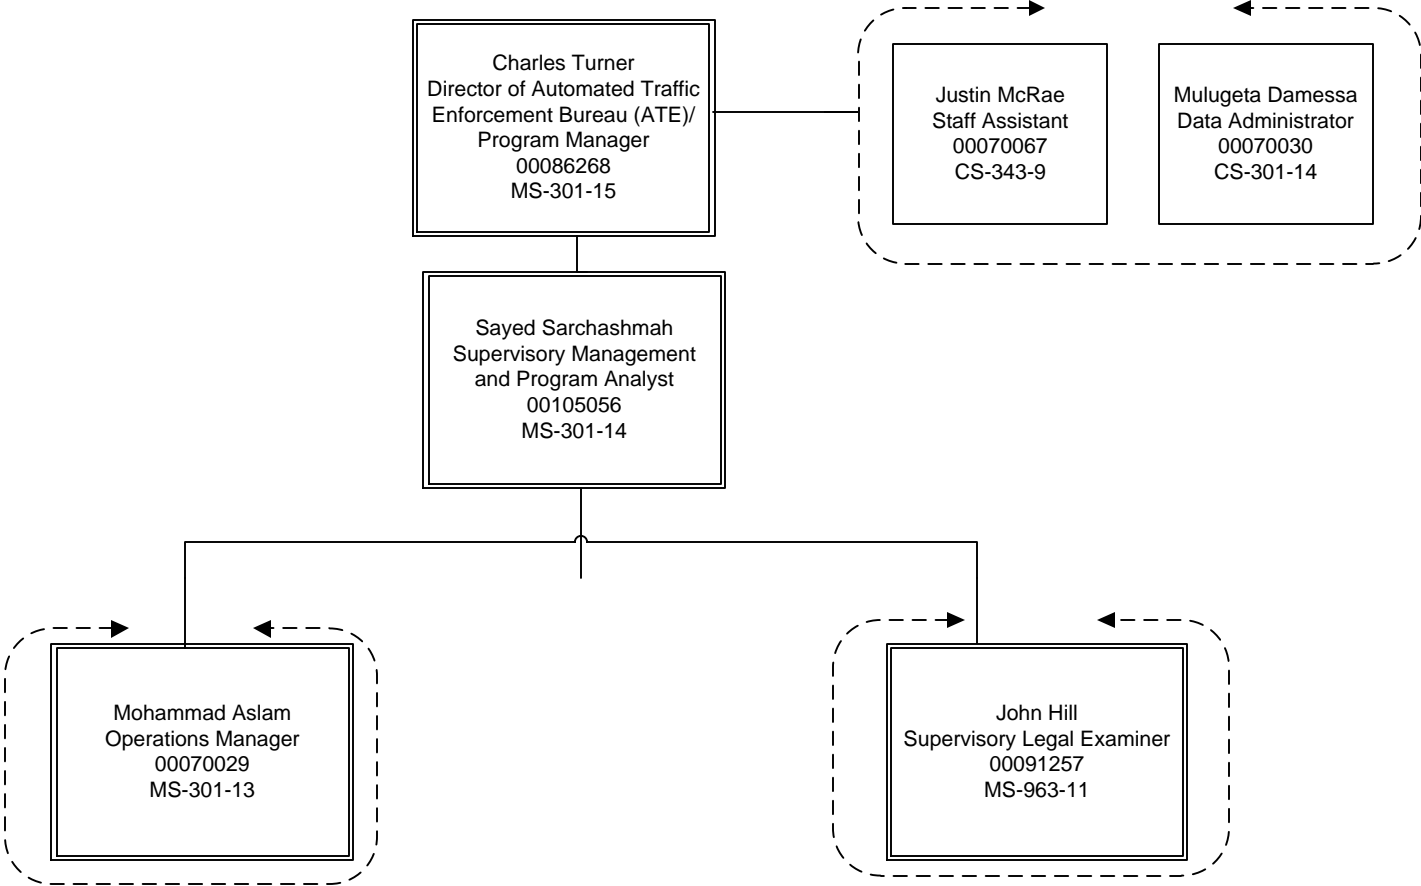 Charles Turner
Director of Automated Traffic
Enforcement Bureau (ATE)/
Program Manager
00086268
MS-301-15
Justin McRae
Staff Assistant
00070067
CS-343-9
Mulugeta Damessa
Data Administrator
00070030
CS-301-14
Sayed Sarchashmah
Supervisory Management
and Program Analyst
00105056
MS-301-14
Mohammad Aslam
Operations Manager
00070029
MS-301-13
John Hill
Supervisory Legal Examiner
00091257
MS-963-11